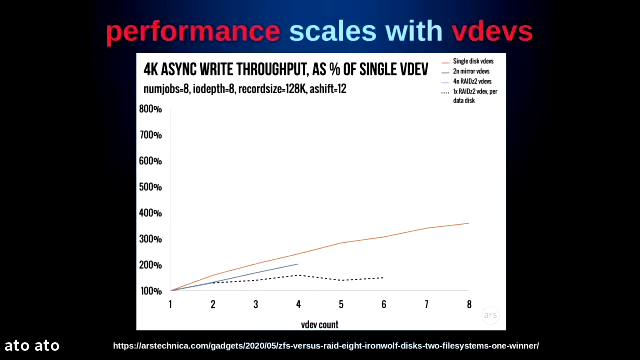 performance scales with vdevs
4K ASYNC WRITE THROUGHPUT, AS % OF SINGLE VDEV
numjobs=8, iodepth=8, recordsize=128K, ashift=12
Single disk vdevs
2n mirror vdevs
4n RAIDz2 vdevs
1x RAIDz2 vdev, per
data disk
800%
700%
600%
500%
400%
300%
200%
100%
1 2 3 4 5 6 7 8
vdev count
ars
ato ato
https://arstechnica.com/gadgets/2020/05/zfs-versus-raid-eight-ironwolf-disks-two-filesystems-one-winner/